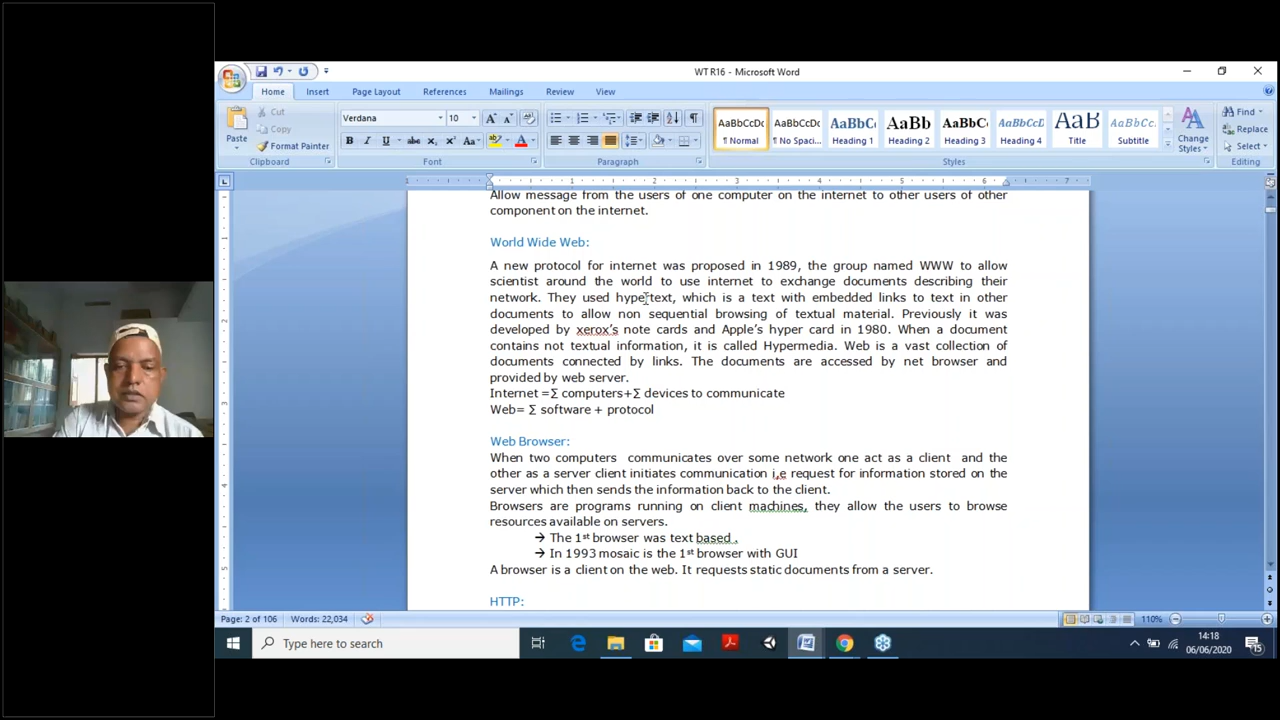 WT R16 - Microsoft Word
Home Insert Page Layout References Mailings Review View
Paste
Cut
Copy
Format Painter
Clipboard
Verdana 10
Font
Paragraph
AaBbCcDc AaBbCcDc AaBbC AaBb AaBbC AaBbCc AaB AaBbCc.
¶ Normal ¶ No Spaci... Heading 1 Heading 2 Heading 3 Heading 4 Title Subtitle
Change Styles
Styles
Find
Replace
Select
Editing
Allow message from the users of one computer on the internet to other users of other
component on the internet.
World Wide Web:
A new protocol for internet was proposed in 1989, the group named WWW to allow
scientist around the world to use internet to exchange documents describing their
network. They used hypertext, which is a text with embedded links to text in other
documents to allow non sequential browsing of textual material. Previously it was
developed by xerox's note cards and Apple's hyper card in 1980. When a document
contains not textual information, it is called Hypermedia. Web is a vast collection of
documents connected by links. The documents are accessed by net browser and
provided by web server.
Internet =∑ computers+∑ devices to communicate
Web= ∑ software + protocol
Web Browser:
When two computers communicates over some network one act as a client and the
other as a server client initiates communication i,e request for information stored on the
server which then sends the information back to the client.
Browsers are programs running on client machines, they allow the users to browse
resources available on servers.
→ The 1st browser was text based .
→ In 1993 mosaic is the 1st browser with GUI
A browser is a client on the web. It requests static documents from a server.
HTTP:
Page: 2 of 106 Words: 22,034 110%
Type here to search
14:18
06/06/2020
15